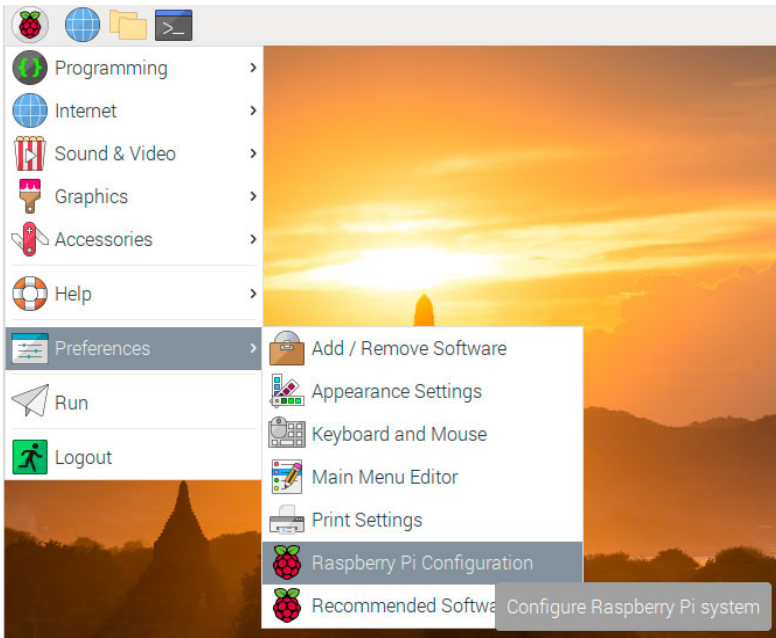 Programming
Internet
Sound & Video
Graphics
Accessories
Help
Preferences
Run
Logout
Add / Remove Software
Appearance Settings
Keyboard and Mouse
Main Menu Editor
Print Settings
Raspberry Pi Configuration
Recommended Softwa
Configure Raspberry Pi system